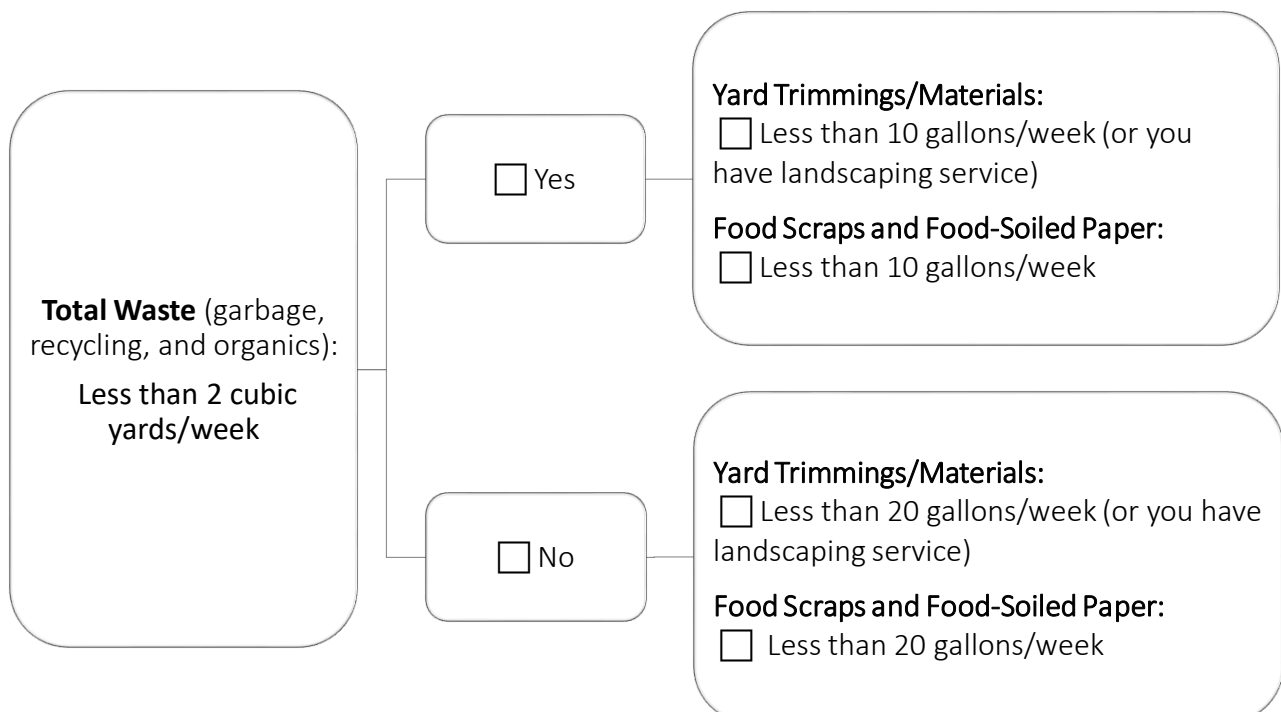 Total Waste (garbage,
recycling, and organics):
Less than 2 cubic
yards/week
☐ Yes
Yard Trimmings/Materials:
☐ Less than 10 gallons/week (or you
have landscaping service)
Food Scraps and Food-Soiled Paper:
☐ Less than 10 gallons/week
☐ No
Yard Trimmings/Materials:
☐ Less than 20 gallons/week (or you have
landscaping service)
Food Scraps and Food-Soiled Paper:
☐ Less than 20 gallons/week